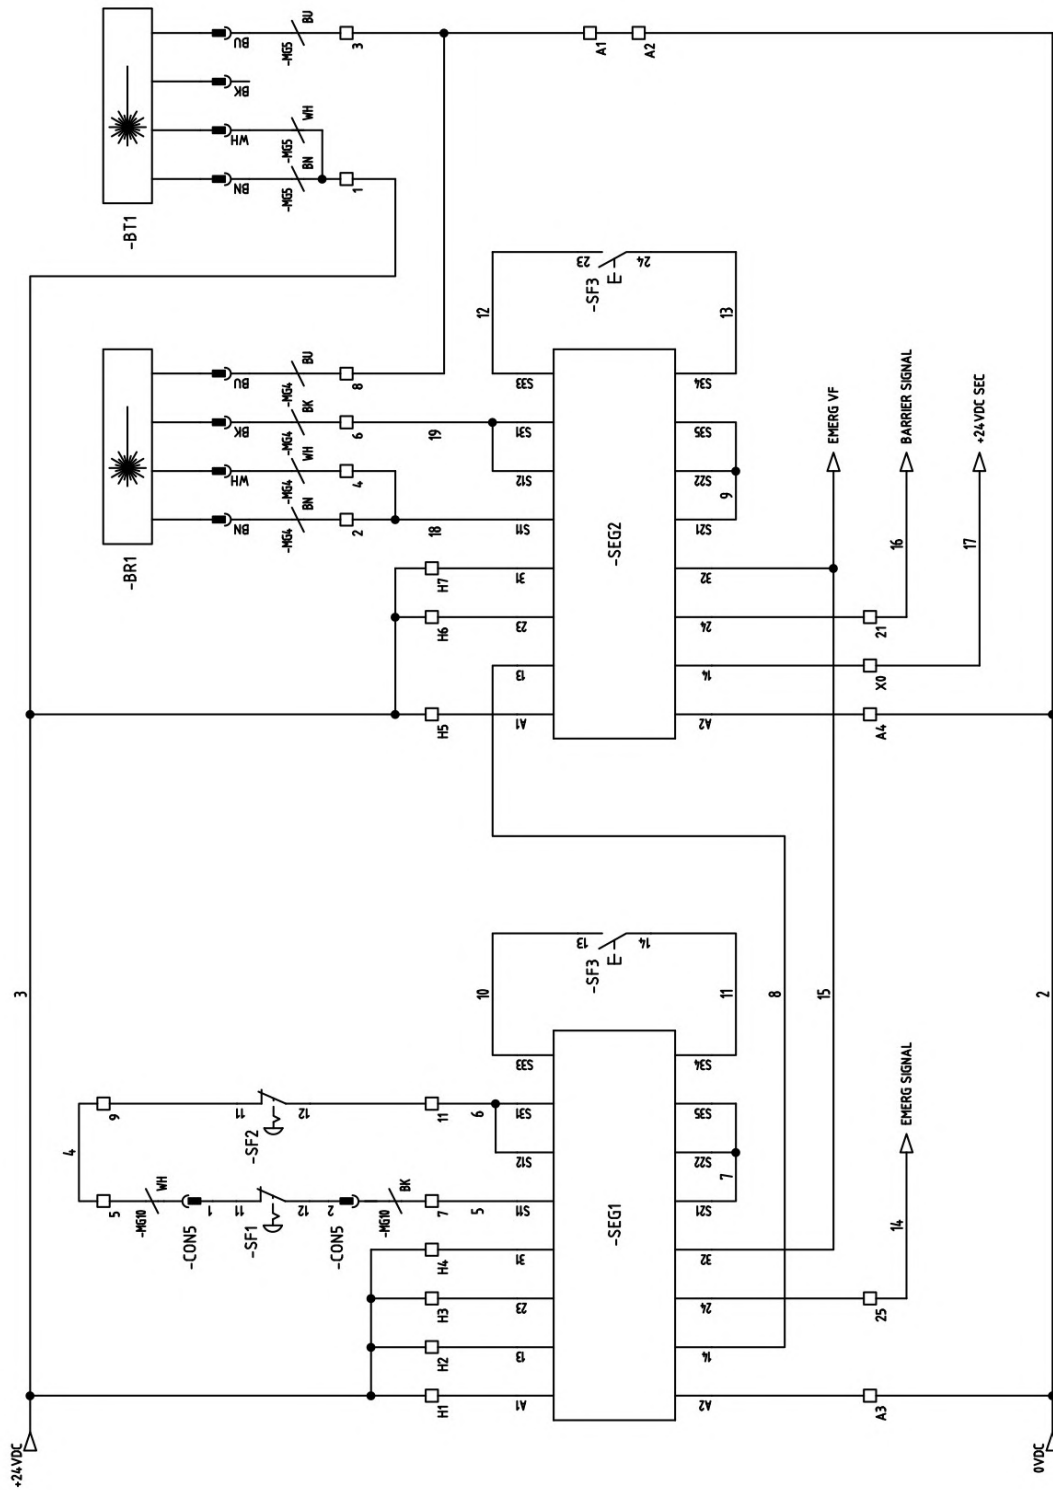 +24VDC
3
4
5
9
-BR1
-BT1
-MG10
WH
-CON5
1
11
11
BN
WH
BK
BU
BN
WH
BK
BU
-SF1
-SF2
12
12
-MG4
-MG4
-MG4
-MG4
-MG5
-MG5
-MG5
BN
WH
BK
BU
BN
WH
BU
2
-CON5
2
4
6
8
1
3
-MG10
BK
H1
H2
H3
H4
7
11
H5
H6
H7
18
19
5
6
10
12
A1
13
23
31
S11
S12
S31
S33
A1
13
23
31
S11
S12
S31
S33
13
23
-SF3
-SF3
A1
-SEG1
-SEG2
14
24
A2
A2
14
24
32
S21
S22
S35
S34
A2
14
24
32
S21
S22
S35
S34
7
11
9
13
8
15
EMERG VF
A3
25
A4
X0
21
14
EMERG SIGNAL
16
BARRIER SIGNAL
17
+24VDC SEC
0VDC
2